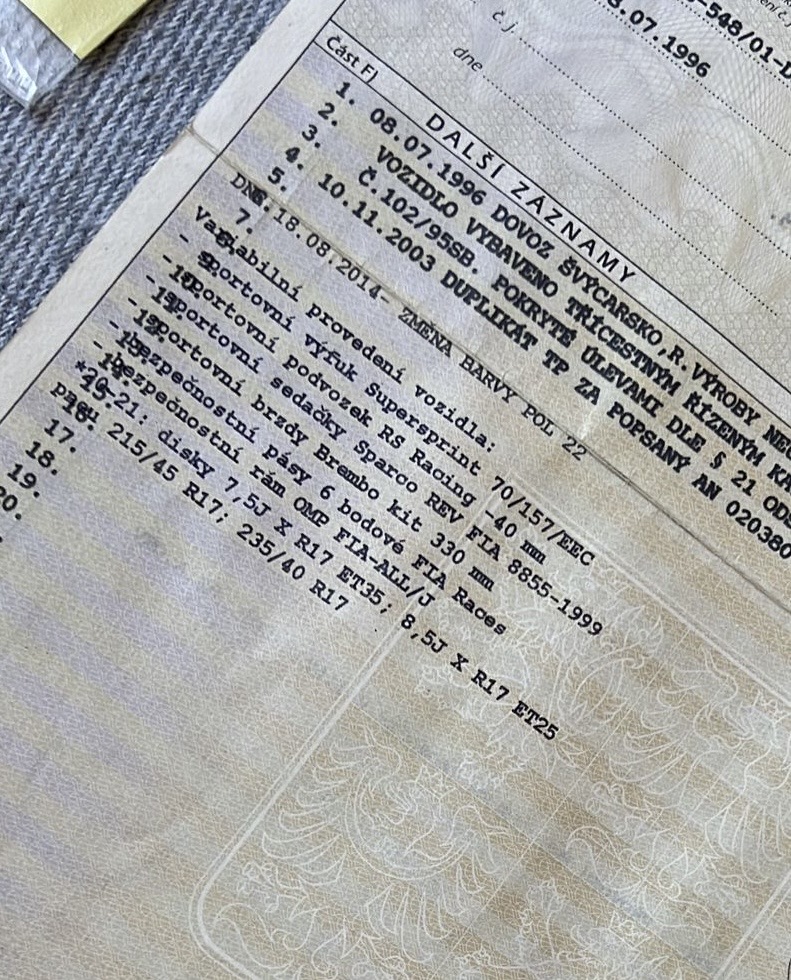 -548/01-D
č.j.
8.07.1996
dne
Část F)
DALŠÍ ZÁZNAMY
1. 08.07.1996 DOVOZ ŠVÝCARSKO,R.VÝROBY
2. VOZIDLO VYBAVENO TŘÍCESTNÝM ŘÍZENÝM KA
3. Č.102/95SB. POKRYTÉ ÚLEVAMI DLE § 21 ODS
4. 10.11.2003 DUPLIKÁT TP ZA POPSANÝ AN 020380
5.
DNE 18.08.2014- ZMĚNA BARVY POL 22
7.
Variabilní provedení vozidla:
- Sportovní výfuk Supersprint 70/157/EEC
- Sportovní podvozek RS Racing -40 mm
- Sportovní sedačky Sparco REV FIA 8855-1999
- Sportovní brzdy Brembo kit 330 mm
- bezpečnostní pásy 6 bodové FIA Races
- bezpečnostní rám OMP FIA-ALL/J
*20-21: disky 7,5J X R17 ET35; 8,5J X R17 ET25
pneu 215/45 R17; 235/40 R17
17.
18.
19.
20.